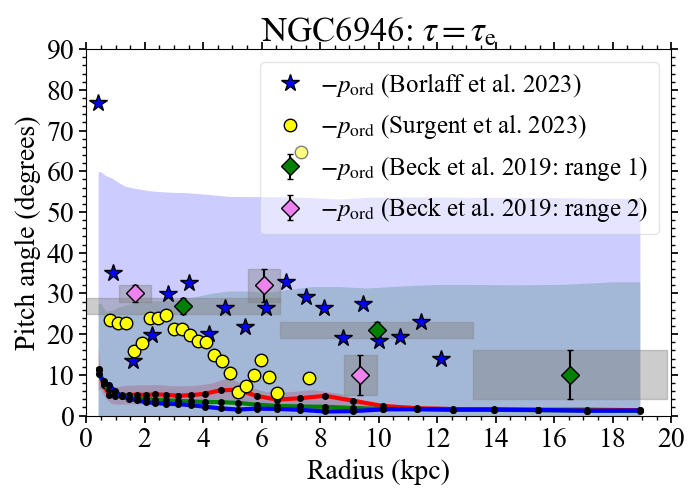 NGC6946: τ = τe
90
80
70
60
50
40
30
20
10
0
Pitch angle (degrees)
−pord (Borlaff et al. 2023)
−pord (Surgent et al. 2023)
−pord (Beck et al. 2019: range 1)
−pord (Beck et al. 2019: range 2)
0 2 4 6 8 10 12 14 16 18 20
Radius (kpc)